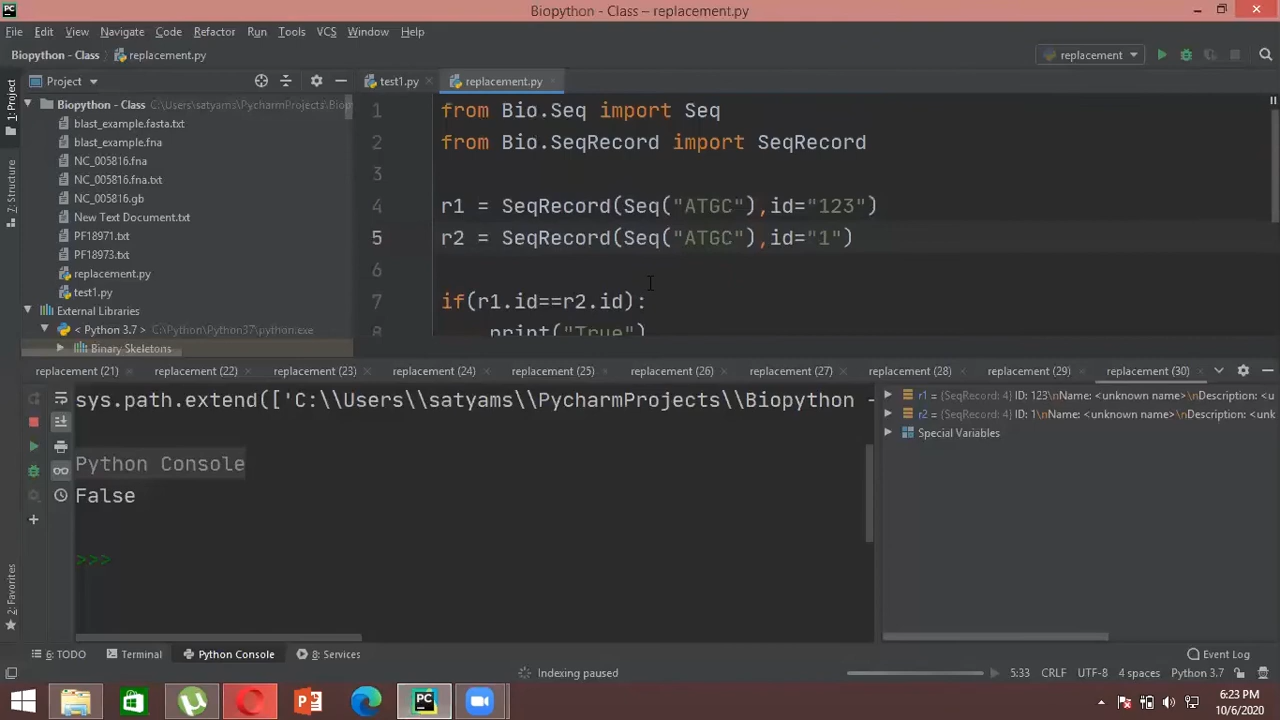 PC
Biopython - Class – replacement.py
File Edit View Navigate Code Refactor Run Tools VCS Window Help
Biopython - Class replacement.py
replacement
Project
test1.py
replacement.py
1: Project
7: Structure
2: Favorites
Biopython - Class C:\Users\satyams\PycharmProjects\Biop
blast_example.fasta.txt
blast_example.fna
NC_005816.fna
NC_005816.fna.txt
NC_005816.gb
New Text Document.txt
PF18971.txt
PF18973.txt
replacement.py
test1.py
External Libraries
< Python 3.7 > C:\Python\Python37\python.exe
Binary Skeletons
1 from Bio.Seq import Seq
2 from Bio.SeqRecord import SeqRecord
3
4 r1 = SeqRecord(Seq("ATGC"),id="123")
5 r2 = SeqRecord(Seq("ATGC"),id="1")
6
7 if(r1.id==r2.id):
8 print("True")
replacement (21) replacement (22) replacement (23) replacement (24) replacement (25) replacement (26) replacement (27) replacement (28) replacement (29) replacement (30)
sys.path.extend(['C:\\Users\\satyams\\PycharmProjects\\Biopython -
Python Console
False
>>>
r1 = {SeqRecord: 4} ID: 123\nName: <unknown name>\nDescription: <u
r2 = {SeqRecord: 4} ID: 1\nName: <unknown name>\nDescription: <unk
Special Variables
6: TODO Terminal Python Console 8: Services Event Log
Indexing paused 5:33 CRLF UTF-8 4 spaces Python 3.7
PC
6:23 PM
10/6/2020